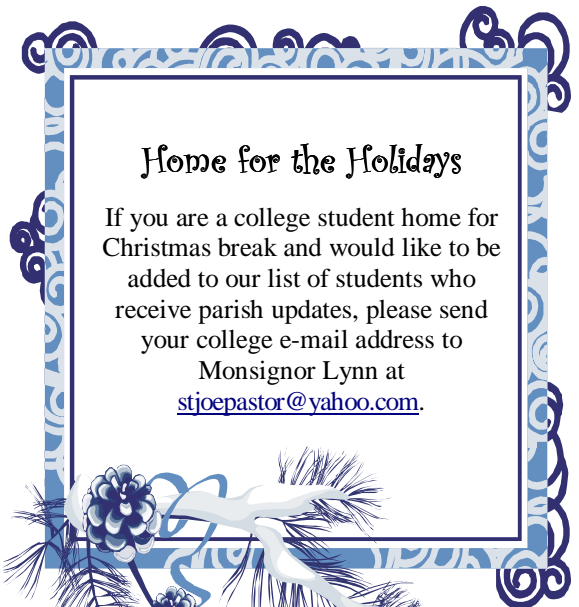 Home for the Holidays
If you are a college student home for
Christmas break and would like to be
added to our list of students who
receive parish updates, please send
your college e-mail address to
Monsignor Lynn at
stjoepastor@yahoo.com.